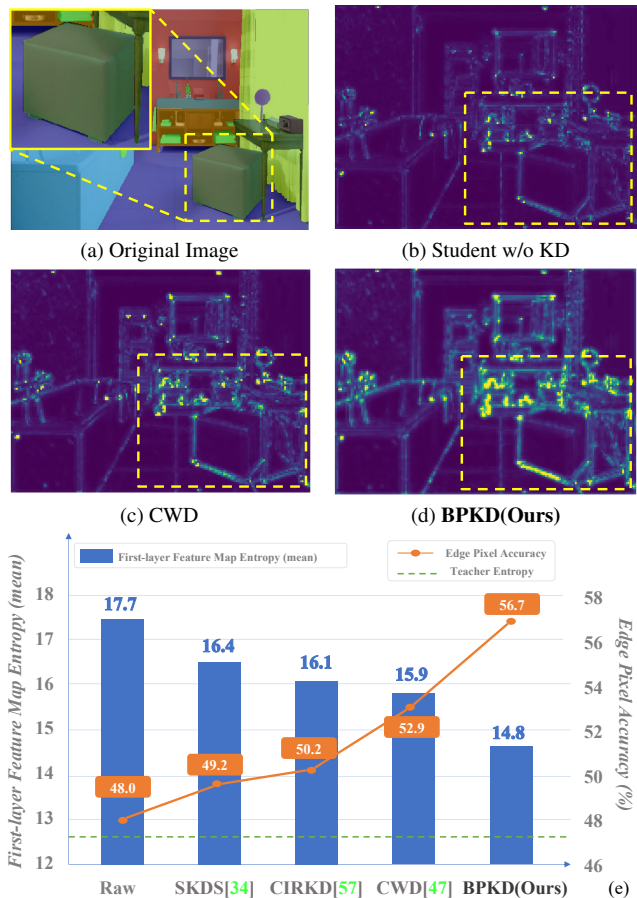 (a) Original Image
(b) Student w/o KD
(c) CWD
(d) BPKD(Ours)
First-layer Feature Map Entropy (mean)
First-layer Feature Map Entropy (mean)
Edge Pixel Accuracy
Teacher Entropy
18
17
16
15
14
13
12
17.7
16.4
16.1
15.9
14.8
48.0
49.2
50.2
52.9
56.7
58
56
54
52
50
48
46
Edge Pixel Accuracy (%)
Raw SKDS[34] CIRKD[57] CWD[47] BPKD(Ours) (e)